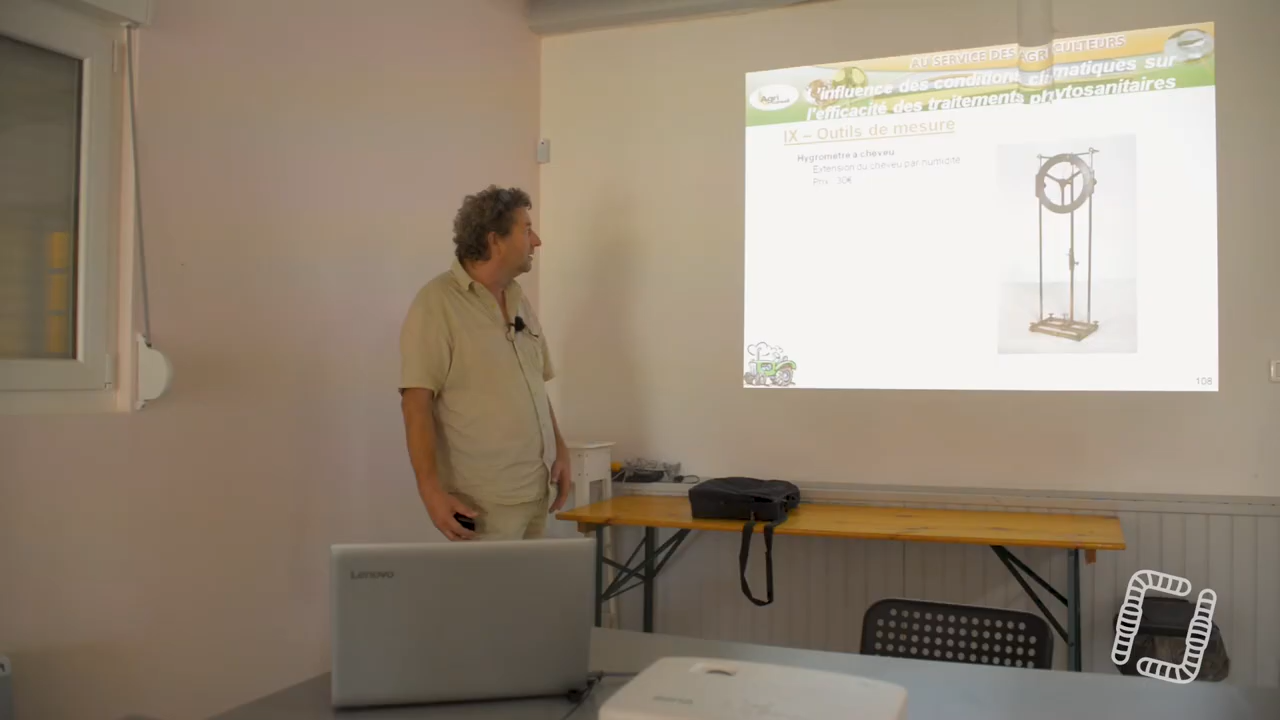 AU SERVICE DES AGRICULTEURS
L'influence des conditions climatiques sur
l'efficacité des traitements phytosanitaires
Agri
IX – Outils de mesure
Hygromètre à cheveu
Extension du cheveu par humidité
Prix : 30€
108
Lenovo